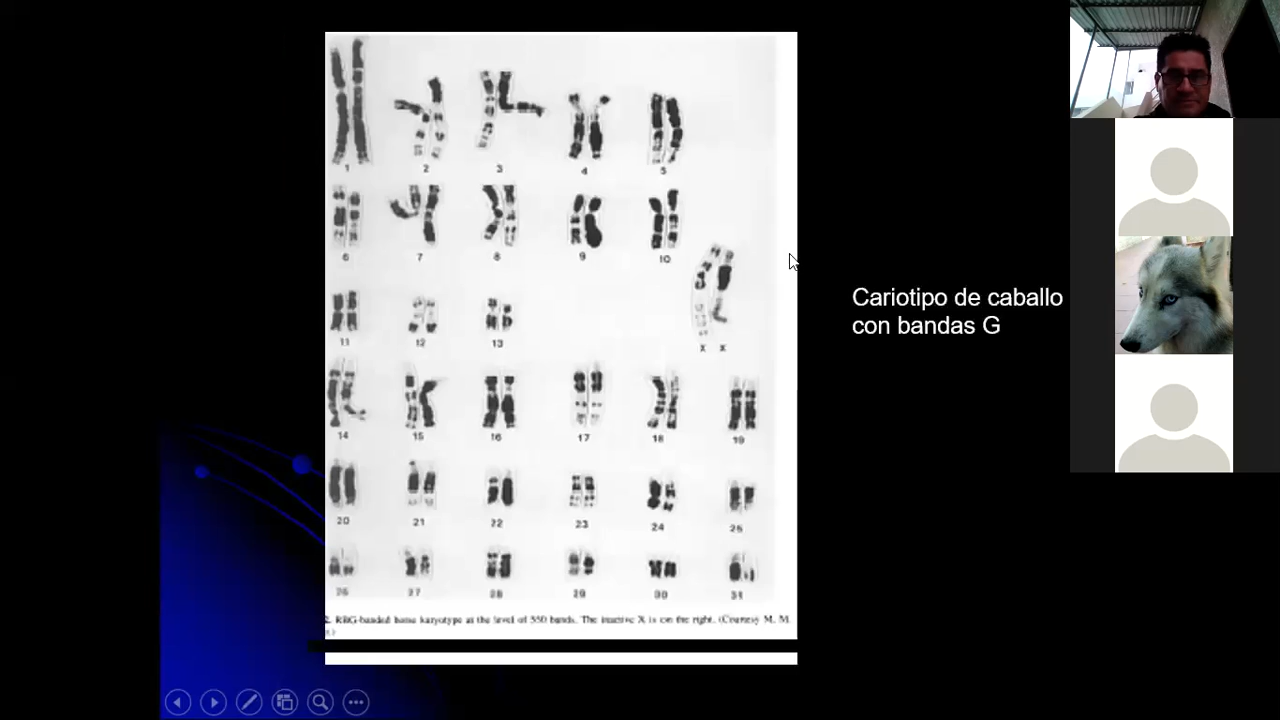 1 2 3 4 5
6 7 8 9 10
11 12 13 X X
14 15 16 17 18 19
20 21 22 23 24 25
26 27 28 29 30 31
2. RBG-banded horse karyotype at the level of 550 bands. The inactive X is on the right. (Courtesy M. M.
Cariotipo de caballo
con bandas G